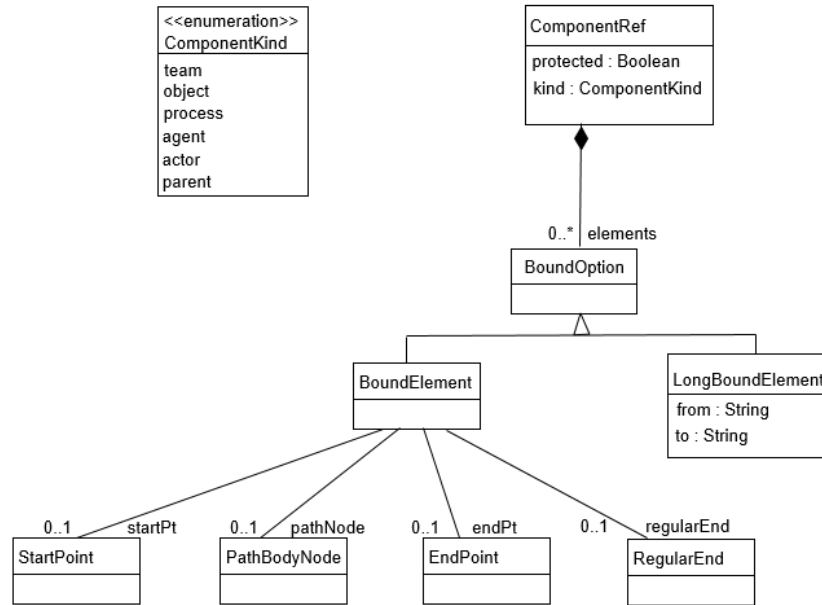 <<enumeration>>
ComponentKind
team
object
process
agent
actor
parent
ComponentRef
protected : Boolean
kind : ComponentKind
0..* elements
BoundOption
BoundElement
LongBoundElement
from : String
to : String
0..1 startPt
0..1 pathNode
0..1 endPt
0..1 regularEnd
StartPoint
PathBodyNode
EndPoint
RegularEnd